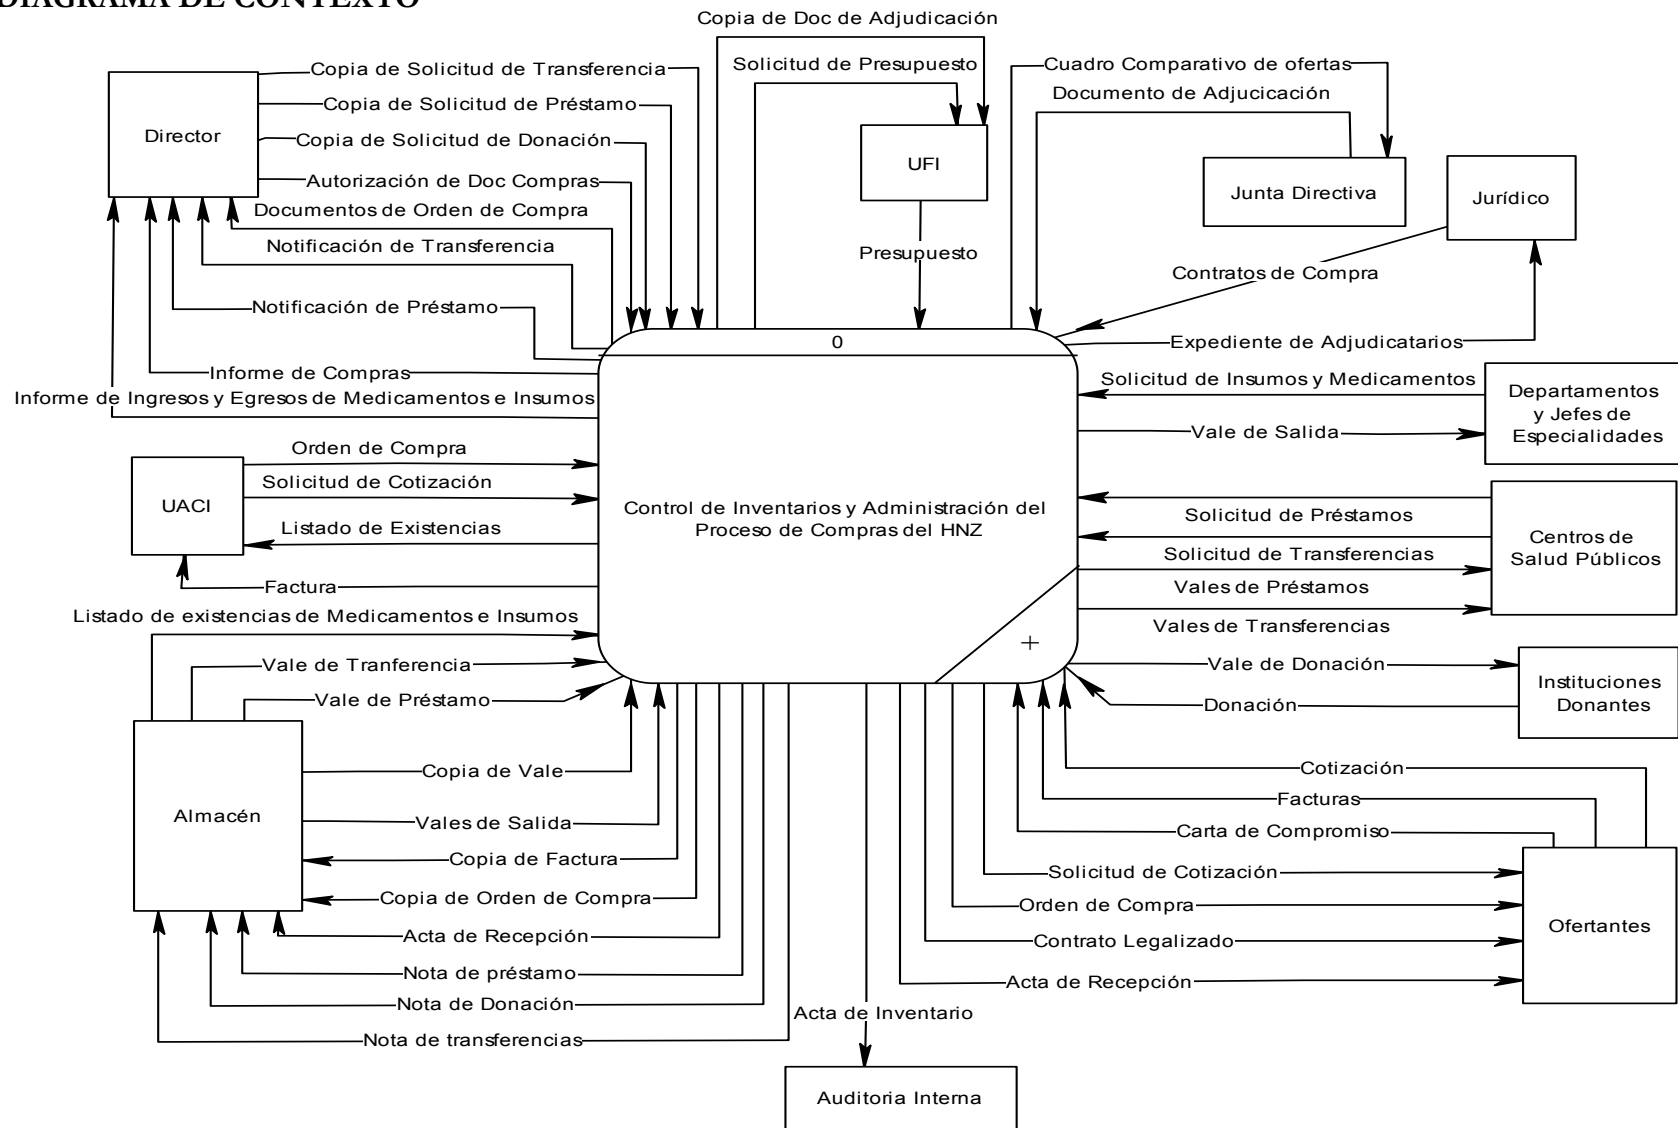 DIAGRAMA DE CONTEXTO
Copia de Doc de Adjudicación
Copia de Solicitud de Transferencia
Solicitud de Presupuesto
Cuadro Comparativo de ofertas
Copia de Solicitud de Préstamo
Documento de Adjucicación
Director
Copia de Solicitud de Donación
UFI
Autorización de Doc Compras
Junta Directiva
Jurídico
Documentos de Orden de Compra
Notificación de Transferencia
Presupuesto
Contratos de Compra
Notificación de Préstamo
0
Expediente de Adjudicatarios
Informe de Compras
Solicitud de Insumos y Medicamentos
Informe de Ingresos y Egresos de Medicamentos e Insumos
Departamentos
y Jefes de
Especialidades
Vale de Salida
Orden de Compra
Solicitud de Cotización
UACI
Listado de Existencias
Control de Inventarios y Administración del
Proceso de Compras del HNZ
Solicitud de Préstamos
Centros de
Salud Públicos
Solicitud de Transferencias
Factura
Vales de Préstamos
Listado de existencias de Medicamentos e Insumos
Vales de Transferencias
+
Vale de Tranferencia
Vale de Donación
Vale de Préstamo
Instituciones
Donantes
Donación
Copia de Vale
Cotización
Facturas
Almacén
Vales de Salida
Carta de Compromiso
Copia de Factura
Solicitud de Cotización
Copia de Orden de Compra
Orden de Compra
Ofertantes
Acta de Recepción
Contrato Legalizado
Nota de préstamo
Acta de Recepción
Nota de Donación
Acta de Inventario
Nota de transferencias
Auditoria Interna